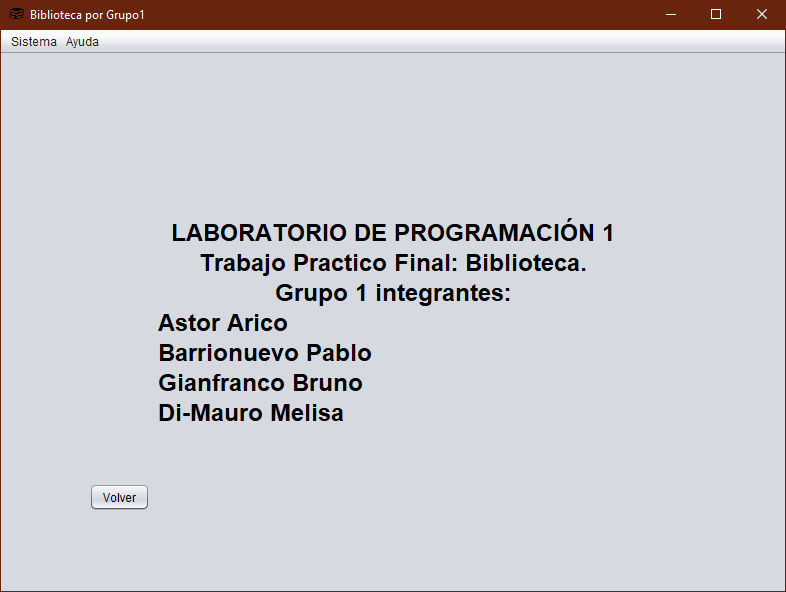 Biblioteca por Grupo1
Sistema Ayuda
LABORATORIO DE PROGRAMACIÓN 1
Trabajo Practico Final: Biblioteca.
Grupo 1 integrantes:
Astor Arico
Barrionuevo Pablo
Gianfranco Bruno
Di-Mauro Melisa
Volver